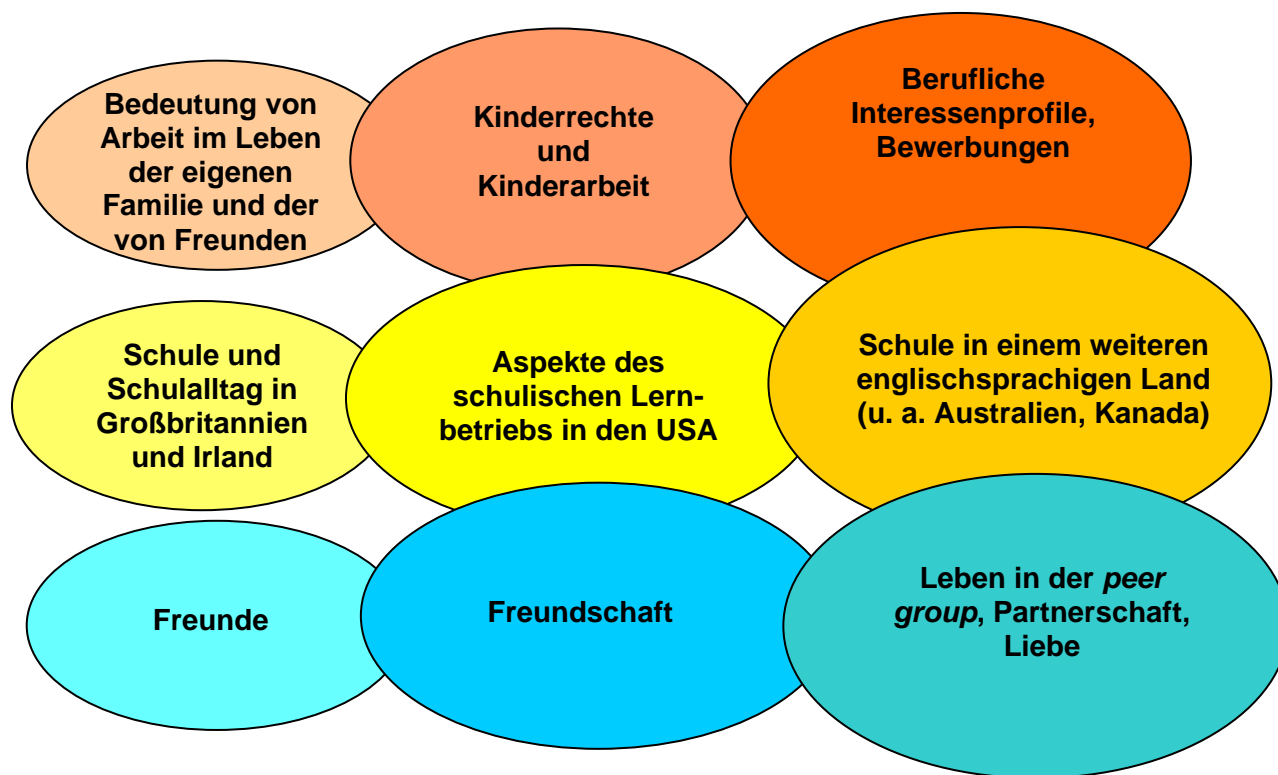 Bedeutung von
Arbeit im Leben
der eigenen
Familie und der
von Freunden
Kinderrechte
und
Kinderarbeit
Berufliche
Interessenprofile,
Bewerbungen
Schule und
Schulalltag in
Großbritannien
und Irland
Aspekte des
schulischen Lern-
betriebs in den USA
Schule in einem weiteren
englischsprachigen Land
(u. a. Australien, Kanada)
Freunde
Freundschaft
Leben in der peer
group, Partnerschaft,
Liebe